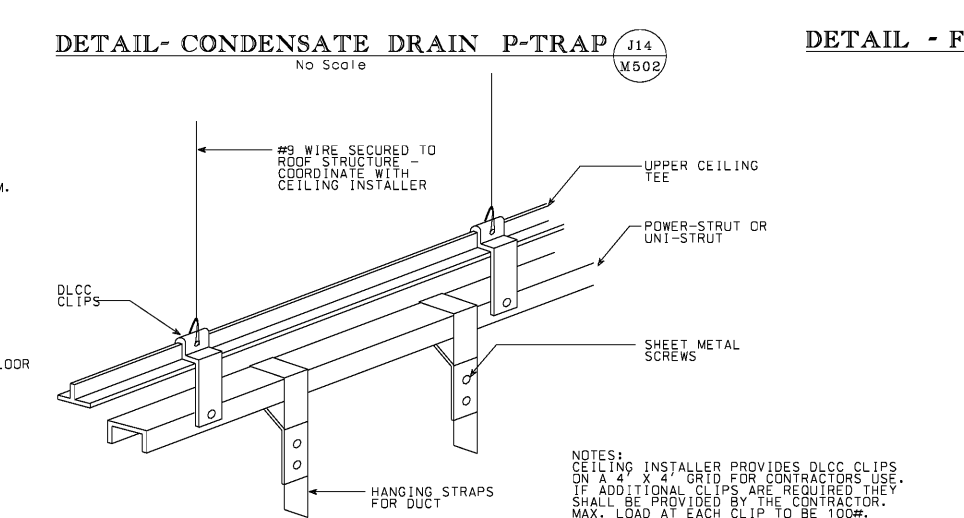 DETAIL- CONDENSATE DRAIN P-TRAP
J14
M502
No Scale
DETAIL - F
#9 WIRE SECURED TO
ROOF STRUCTURE –
COORDINATE WITH
CEILING INSTALLER
UPPER CEILING
TEE
M.
POWER-STRUT OR
UNI-STRUT
DLCC
CLIPS
SHEET METAL
SCREWS
LOOR
HANGING STRAPS
FOR DUCT
NOTES:
CEILING INSTALLER PROVIDES DLCC CLIPS
ON A 4' X 4' GRID FOR CONTRACTORS USE.
IF ADDITIONAL CLIPS ARE REQUIRED THEY
SHALL BE PROVIDED BY THE CONTRACTOR.
MAX. LOAD AT EACH CLIP TO BE 100#.